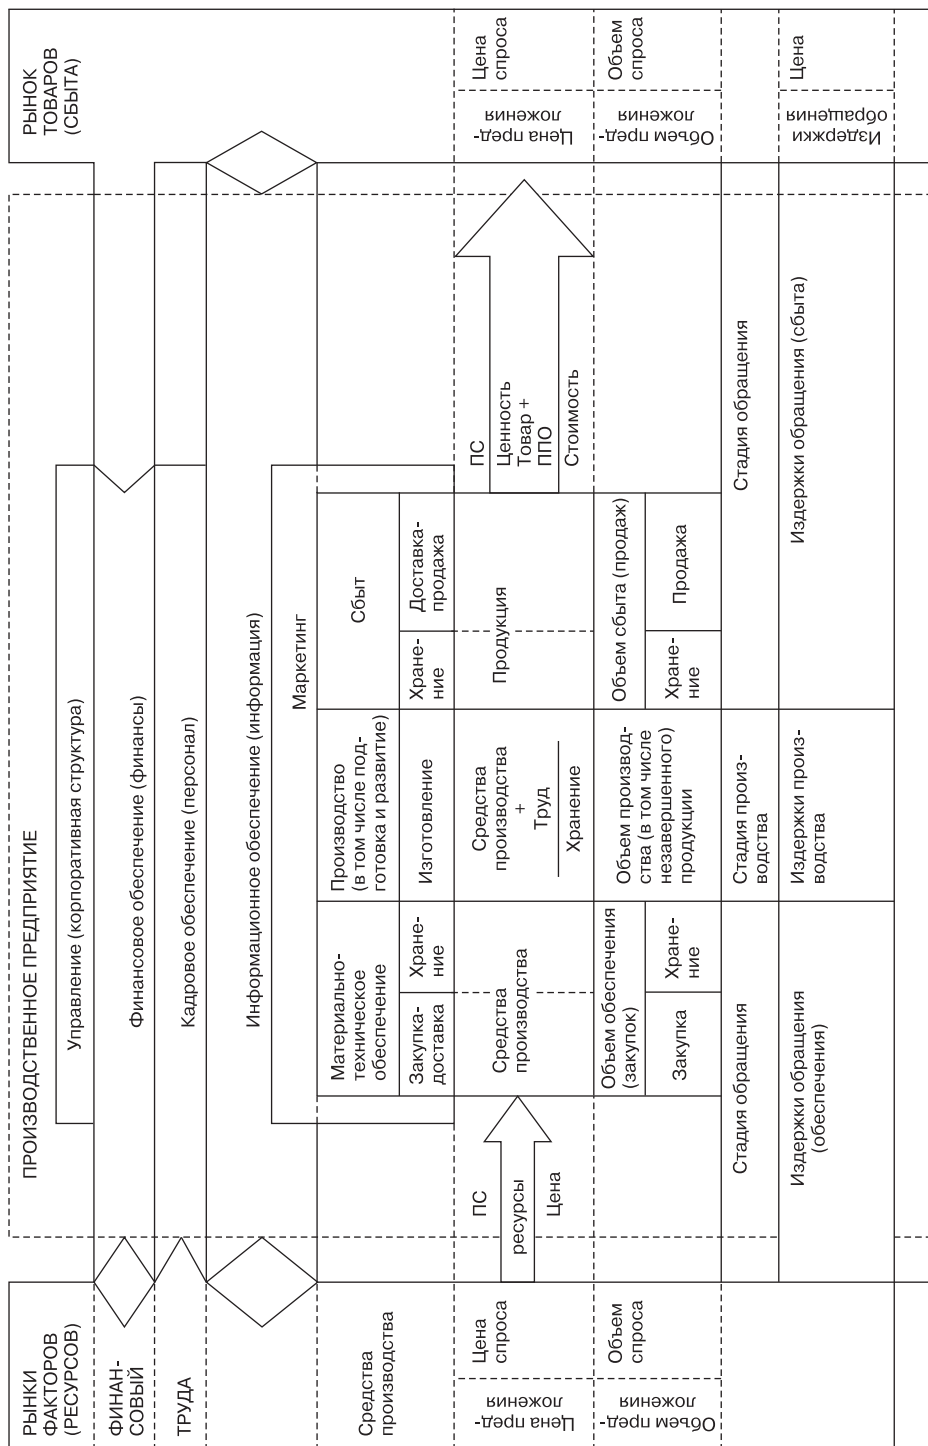 ПРОИЗВОДСТВЕННОЕ ПРЕДПРИЯТИЕ
РЫНКИ
ФАКТОРОВ
(РЕСУРСОВ)
РЫНОК
ТОВАРОВ
(СБЫТА)
Управление (корпоративная структура)
ФИНАН-
СОВЫЙ
Финансовое обеспечение (финансы)
ТРУДА
Кадровое обеспечение (персонал)
Информационное обеспечение (информация)
Маркетинг
Средства
производства
Материально-
техническое
обеспечение
Производство
(в том числе под-
готовка и развитие)
Сбыт
Закупка-
доставка
Хране-
ние
Изготовление
Хране-
ние
Доставка-
продажа
Цена пред-
ложения
Цена
спроса
ПС
ресурсы
Цена
Средства
производства
Средства
производства
+
Труд
Хранение
Продукция
ПС
Ценность
Товар +
ППО
Стоимость
Цена пред-
ложения
Цена
спроса
Объем пред-
ложения
Объем
спроса
Объем обеспечения
(закупок)
Закупка
Хране-
ние
Объем производ-
ства (в том числе
незавершенного)
продукции
Объем сбыта (продаж)
Хране-
ние
Продажа
Объем пред-
ложения
Объем
спроса
Стадия обращения
Стадия произ-
водства
Стадия обращения
Издержки обращения
(обеспечения)
Издержки произ-
водства
Издержки обращения (сбыта)
Издержки
обращения
Цена